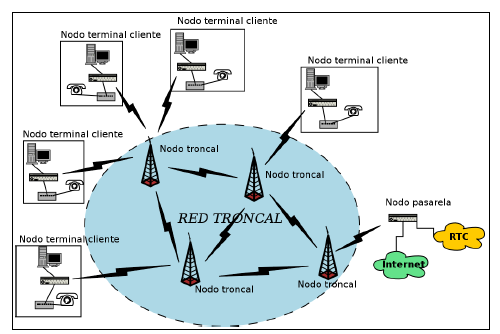 Nodo terminal cliente
Nodo terminal cliente
Nodo terminal cliente
Nodo terminal cliente
Nodo troncal
Nodo troncal
Nodo pasarela
RED TRONCAL
RTC
Nodo terminal cliente
Internet
Nodo troncal
Nodo troncal